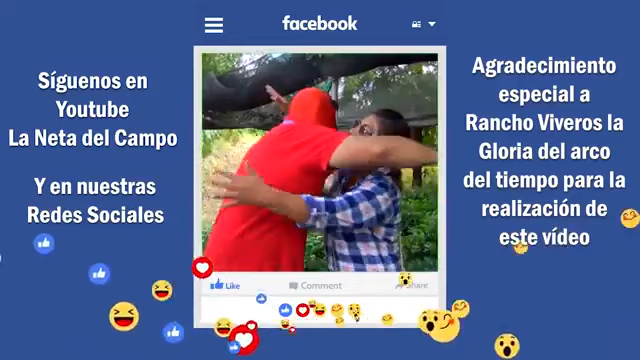 facebook
Síguenos en
Youtube
La Neta del Campo
Y en nuestras
Redes Sociales
Agradecimiento
especial a
Rancho Viveros la
Gloria del arco
del tiempo para la
realización de
este vídeo
Like
Comment
Share